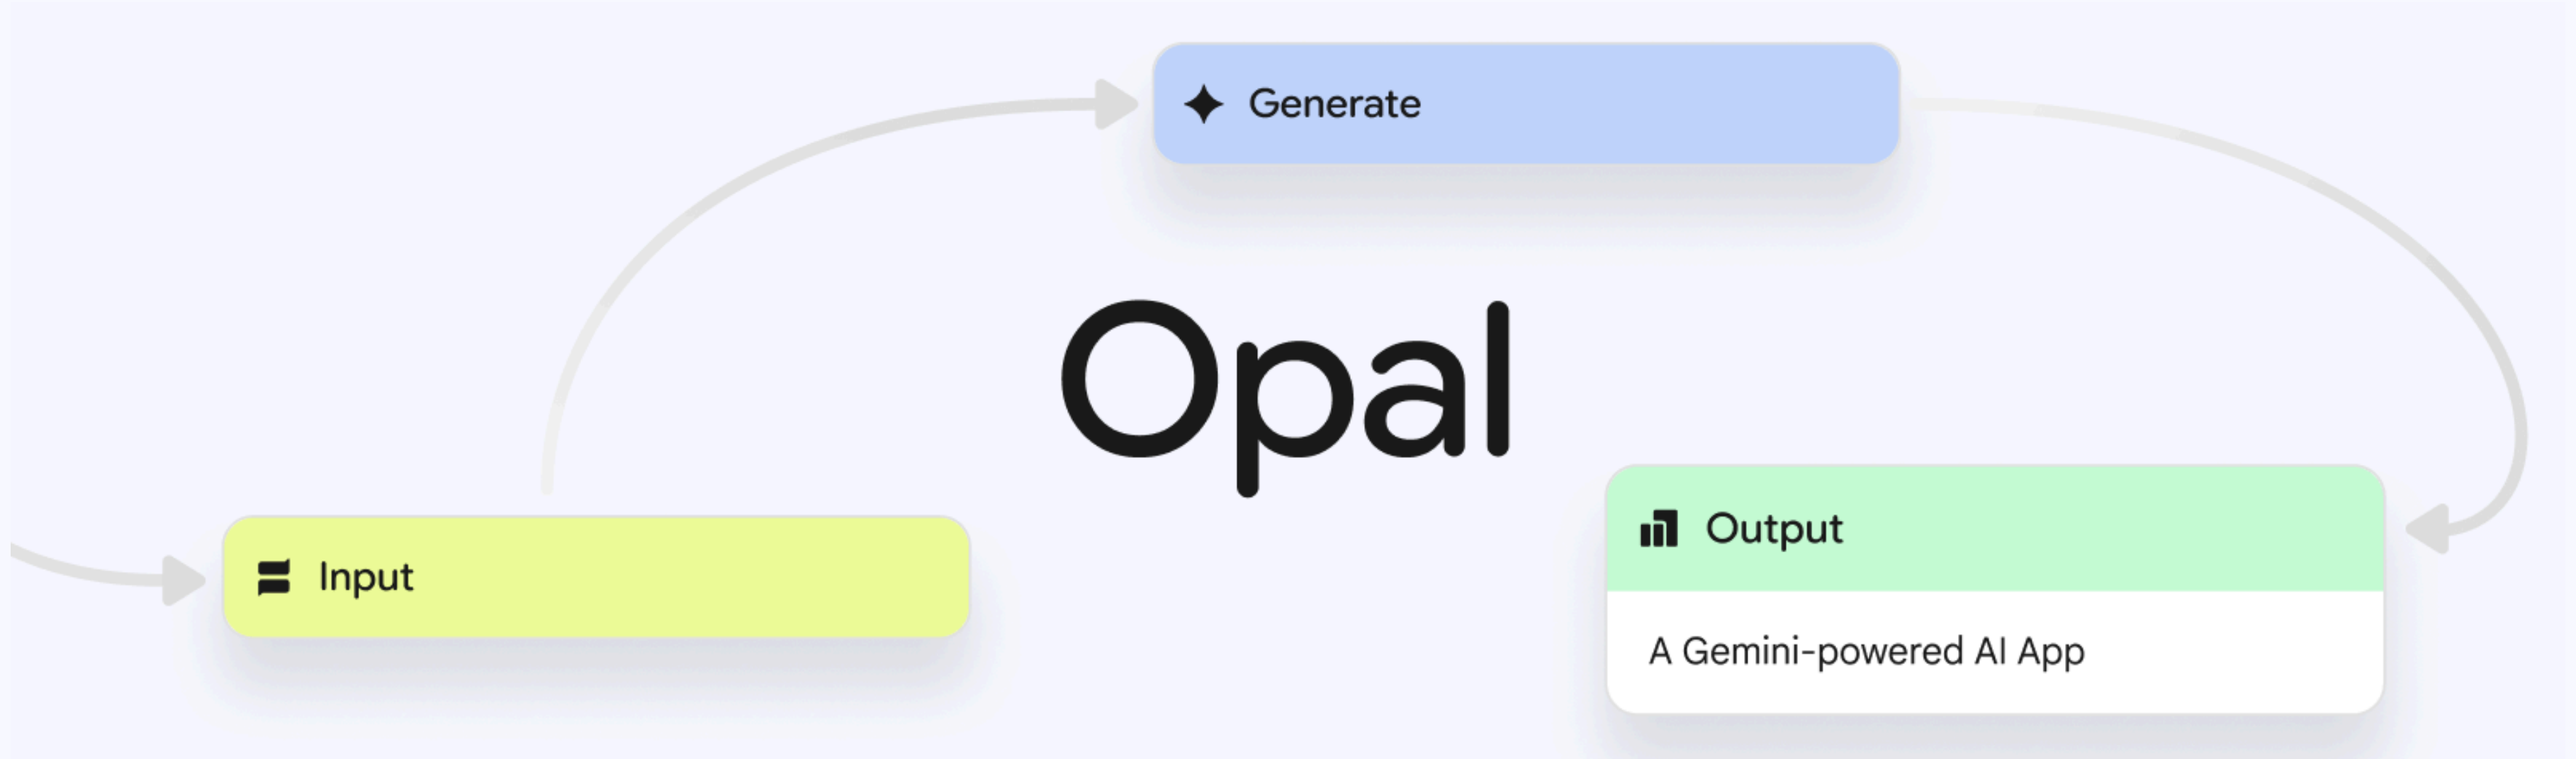 Generate
Opal
Input
Output
A Gemini-powered AI App